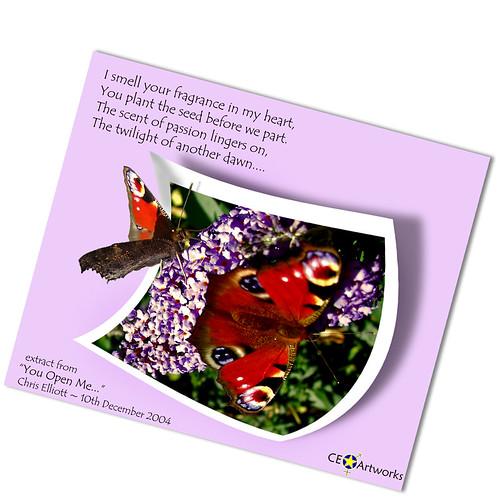 I smell your fragrance in my heart,
You plant the seed before we part.
The scent of passion lingers on,
The twilight of another dawn....
extract from
"You Open Me..."
Chris Elliott ~ 10th December 2004
CE Artworks